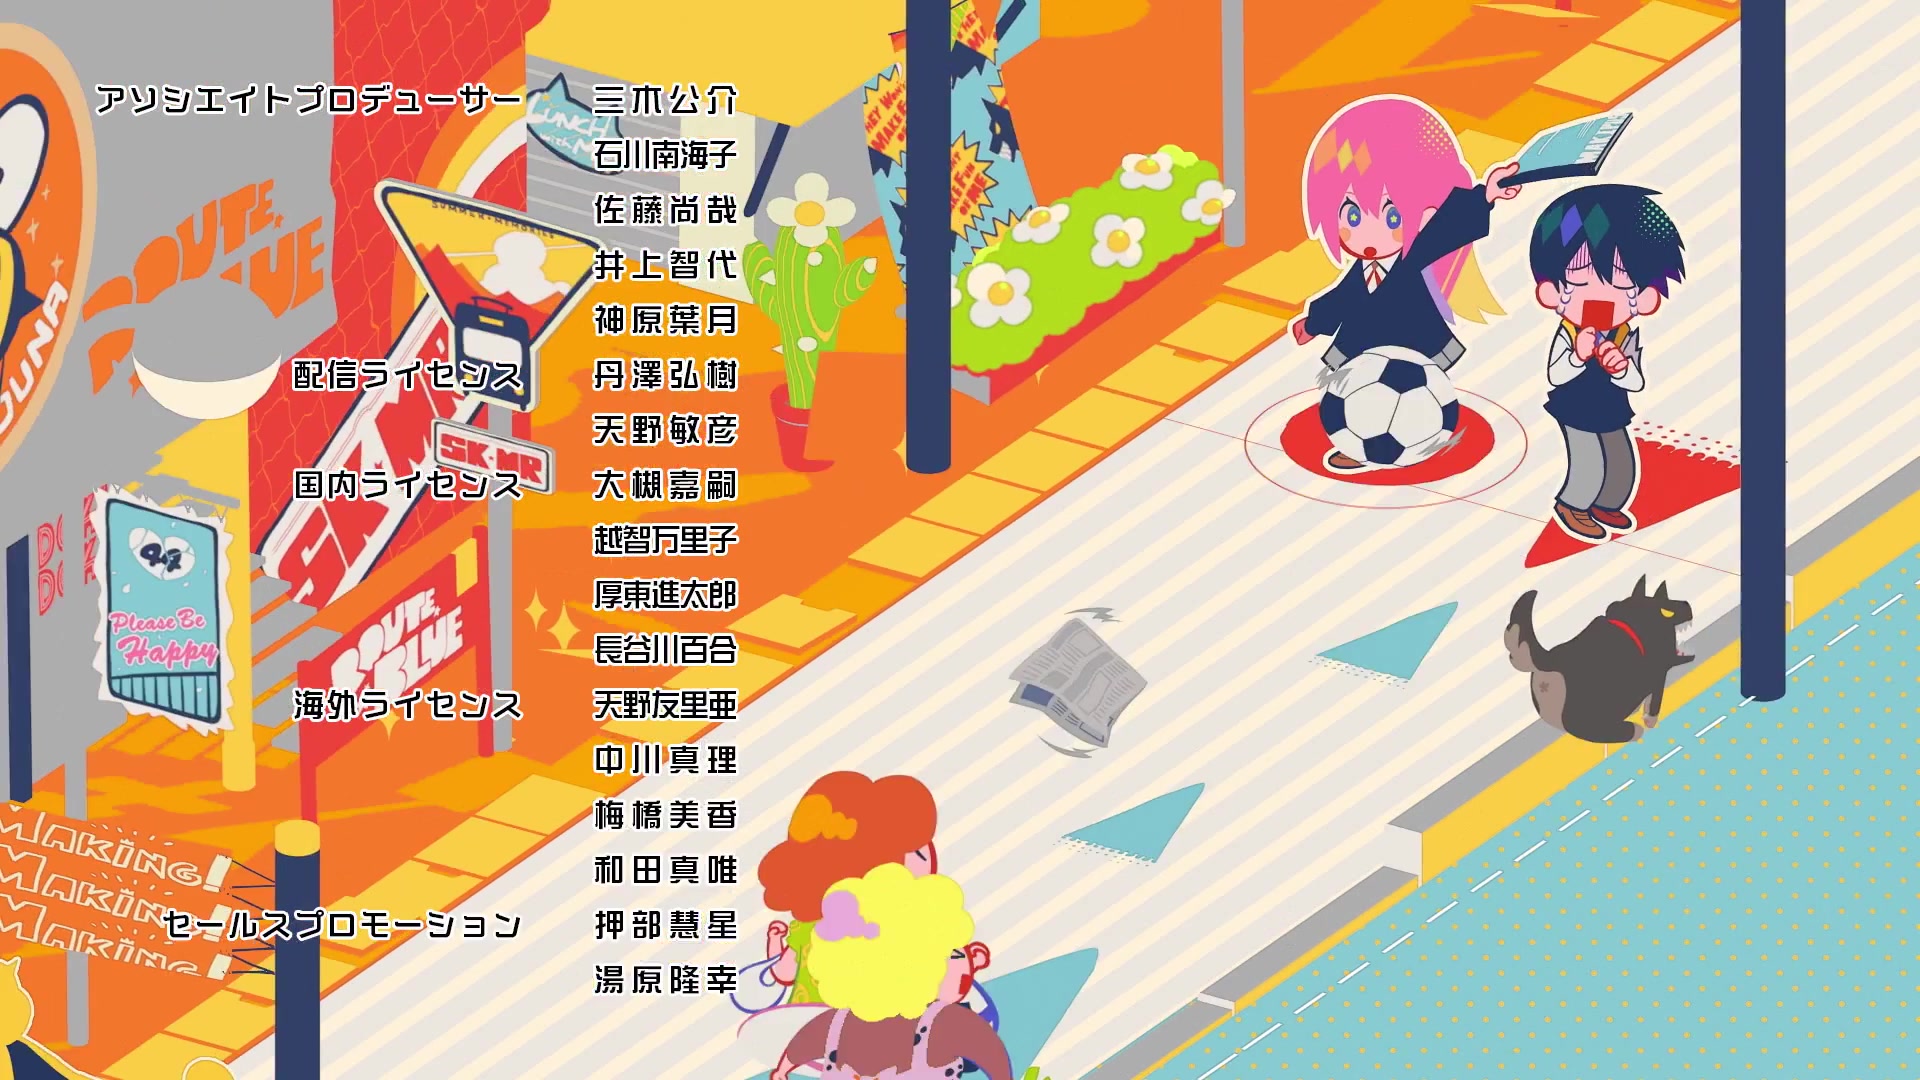 アソシエイトプロデューサー 三木公介
石川南海子
佐藤尚哉
井上智代
神原葉月
配信ライセンス 丹澤弘樹
天野敏彦
国内ライセンス 大槻嘉嗣
越智万里子
厚東進太郎
長谷川百合
海外ライセンス 天野友里亜
中川真理
梅橋美香
和田真唯
セールスプロモーション 押部慧星
湯原隆幸
LUNCH
SUMMER・MEMORIES
ROUTE
SK-MR
ROUTE
BLUE
Please Be
Happy
MAKING!
MAKING!
MAKING!